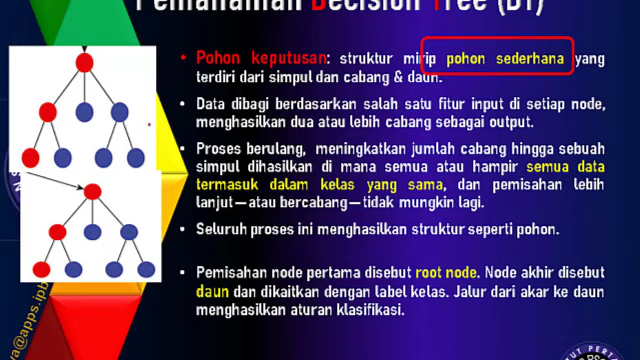 Pemahaman Decision Tree (DT)
• Pohon keputusan: struktur mirip pohon sederhana yang
terdiri dari simpul dan cabang & daun.
• Data dibagi berdasarkan salah satu fitur input di setiap node,
menghasilkan dua atau lebih cabang sebagai output.
• Proses berulang, meningkatkan jumlah cabang hingga sebuah
simpul dihasilkan di mana semua atau hampir semua data
termasuk dalam kelas yang sama, dan pemisahan lebih
lanjut—atau bercabang—tidak mungkin lagi.
• Seluruh proses ini menghasilkan struktur seperti pohon.
• Pemisahan node pertama disebut root node. Node akhir disebut
daun dan dikaitkan dengan label kelas. Jalur dari akar ke daun
menghasilkan aturan klasifikasi.